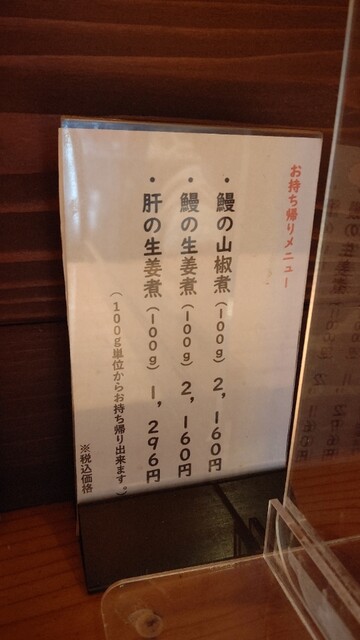 お持ち帰りメニュー
・鰻の山椒煮(100g) 2,160円
・鰻の生姜煮(100g) 2,160円
・肝の生姜煮(100g) 1,296円
(100g単位からお持ち帰り出来ます。)
※税込価格